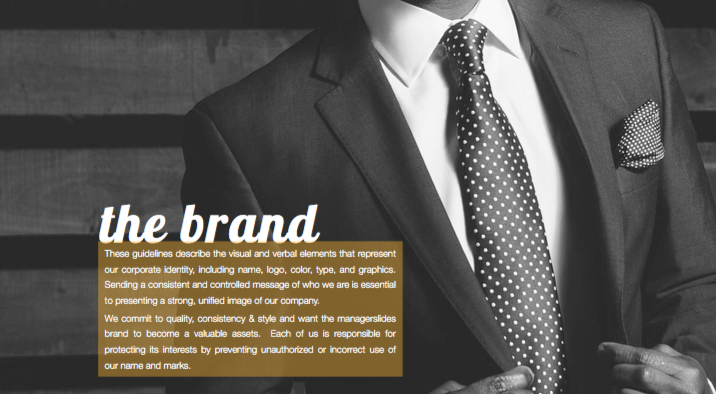 the brand
These guidelines describe the visual and verbal elements that represent
our corporate identity, including name, logo, color, type, and graphics.
Sending a consistent and controlled message of who we are is essential
to presenting a strong, unified image of our company.
We commit to quality, consistency & style and want the managerslides
brand to become a valuable assets.  Each of us is responsible for
protecting its interests by preventing unauthorized or incorrect use of
our name and marks.